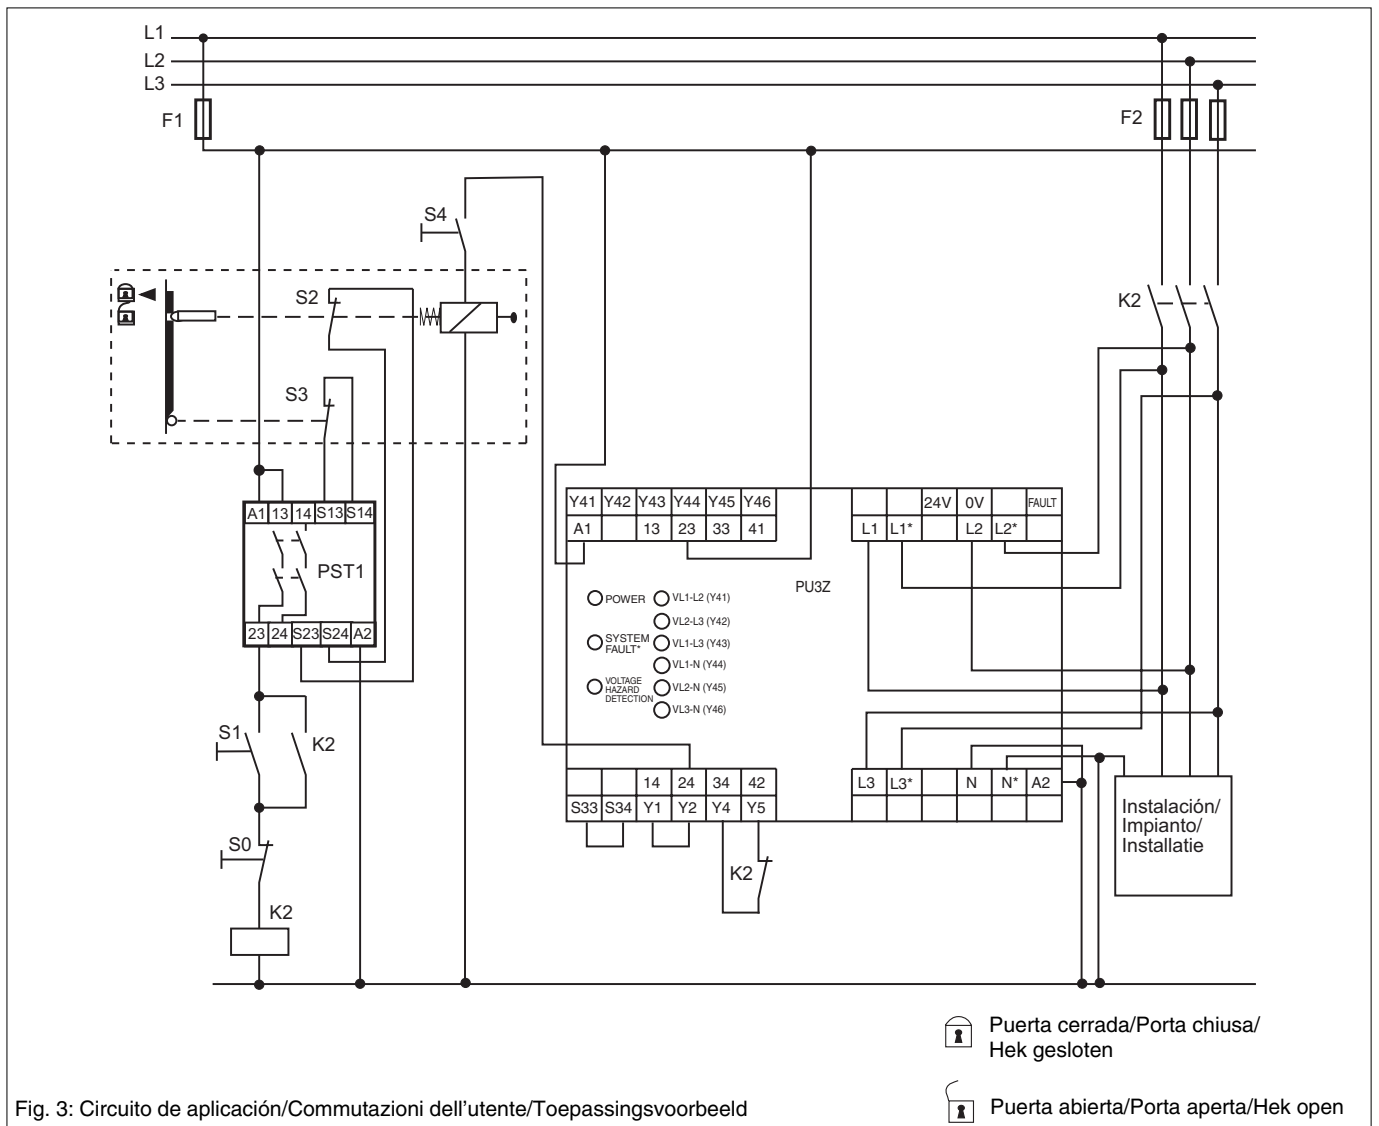 L1
L2
L3
F1
F2
S4
S2
S3
K2
A1 13 14 S13 S14
PST1
23 24 S23 S24 A2
S1
K2
S0
K2
Y41 Y42 Y43 Y44 Y45 Y46
A1 13 23 33 41
24V 0V FAULT
L1 L1* L2 L2*
PU3Z
POWER
SYSTEM
FAULT*
VOLTAGE
HAZARD
DETECTION
VL1-L2 (Y41)
VL2-L3 (Y42)
VL1-L3 (Y43)
VL1-N (Y44)
VL2-N (Y45)
VL3-N (Y46)
14 24 34 42
S33 S34 Y1 Y2 Y4 Y5
L3 L3* N N* A2
K2
Instalación/
Impianto/
Installatie
Puerta cerrada/Porta chiusa/
Hek gesloten
Puerta abierta/Porta aperta/Hek open
Fig. 3: Circuito de aplicación/Commutazioni dell'utente/Toepassingsvoorbeeld